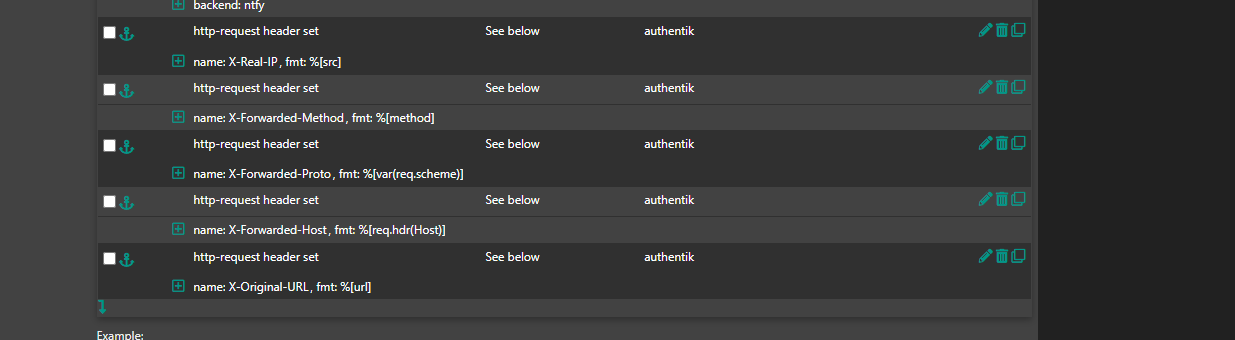 backend: ntfy
http-request header set See below authentik
name: X-Real-IP, fmt: %[src]
http-request header set See below authentik
name: X-Forwarded-Method, fmt: %[method]
http-request header set See below authentik
name: X-Forwarded-Proto, fmt: %[var(req.scheme)]
http-request header set See below authentik
name: X-Forwarded-Host, fmt: %[req.hdr(Host)]
http-request header set See below authentik
name: X-Original-URL, fmt: %[url]
Example: